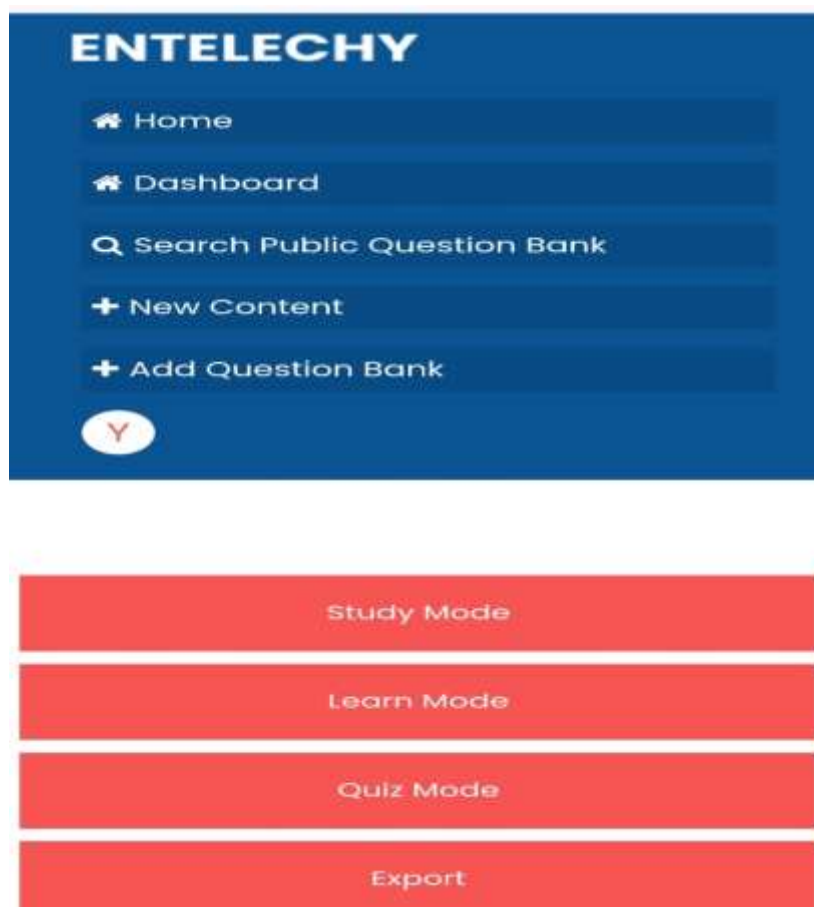 ENTELECHY
Home
Dashboard
Search Public Question Bank
New Content
Add Question Bank
Y
Study Mode
Learn Mode
Quiz Mode
Export